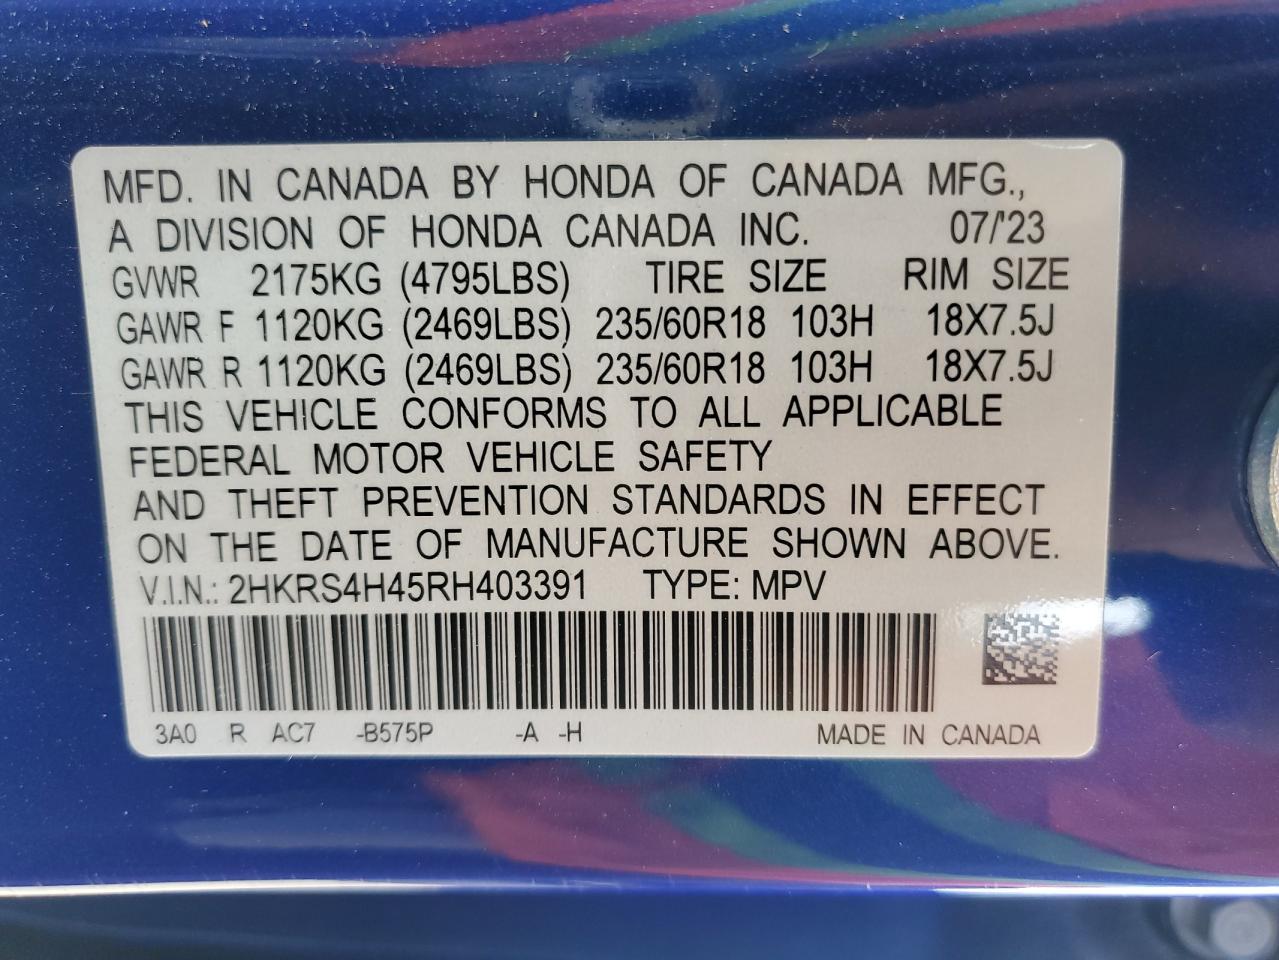 MFD. IN CANADA BY HONDA OF CANADA MFG.,
A DIVISION OF HONDA CANADA INC. 07/'23
GVWR 2175KG (4795LBS) TIRE SIZE RIM SIZE
GAWR F 1120KG (2469LBS) 235/60R18 103H 18X7.5J
GAWR R 1120KG (2469LBS) 235/60R18 103H 18X7.5J
THIS VEHICLE CONFORMS TO ALL APPLICABLE
FEDERAL MOTOR VEHICLE SAFETY
AND THEFT PREVENTION STANDARDS IN EFFECT
ON THE DATE OF MANUFACTURE SHOWN ABOVE.
V.I.N.: 2HKRS4H45RH403391 TYPE: MPV
3A0 R AC7 -B575P -A -H MADE IN CANADA